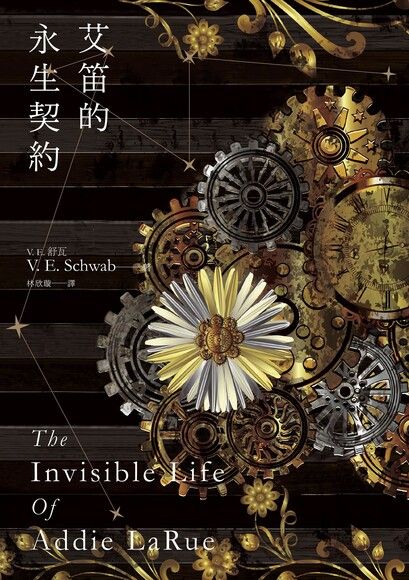 艾笛的
永生契約
V. E. 舒瓦
V. E. Schwab
著
林欣璇——譯
The
Invisible Life
Of
Addie LaRue